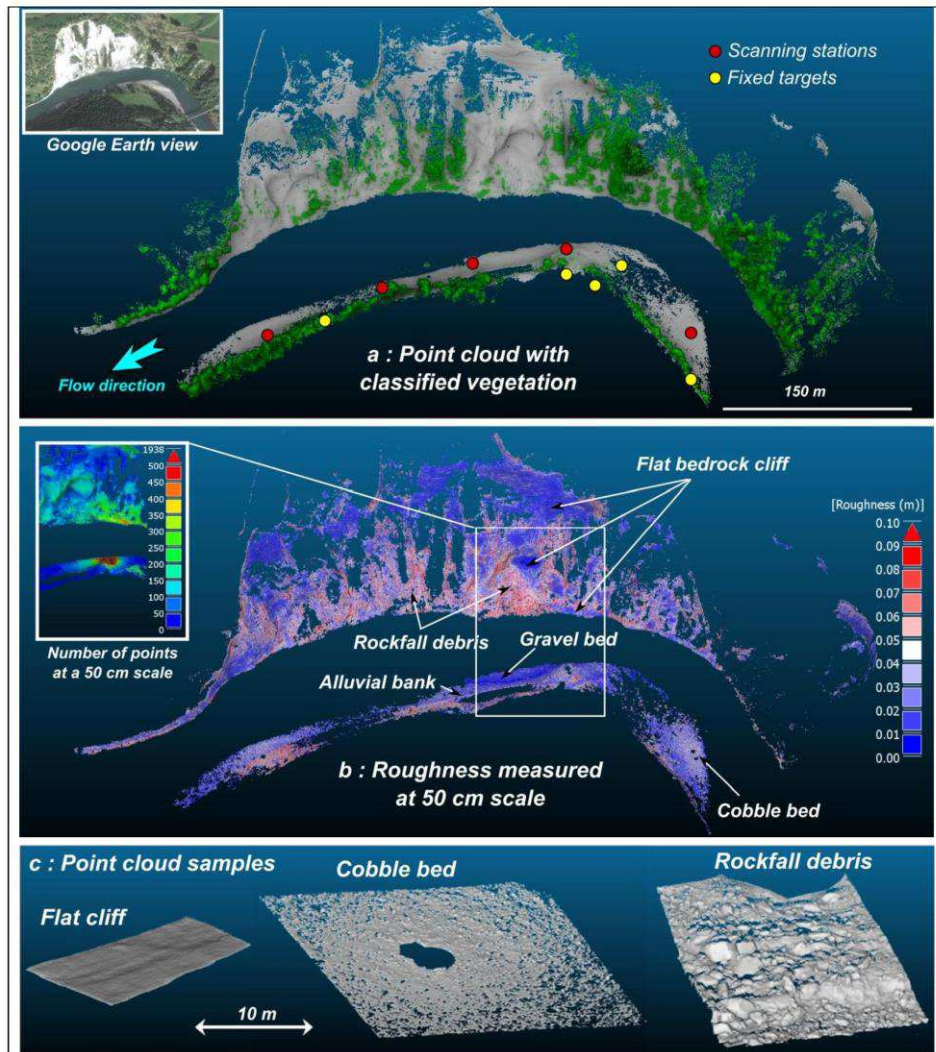 Google Earth view
Scanning stations
Fixed targets
Flow direction
a : Point cloud with
classified vegetation
150 m
1938
500
450
400
350
300
250
200
150
100
50
0
Number of points
at a 50 cm scale
Flat bedrock cliff
[Roughness (m)]
0.10
0.09
0.08
0.07
0.06
0.05
0.04
0.03
0.02
0.01
0.00
Rockfall debris
Gravel bed
Alluvial bank
b : Roughness measured
at 50 cm scale
Cobble bed
c : Point cloud samples
Flat cliff
Cobble bed
Rockfall debris
10 m